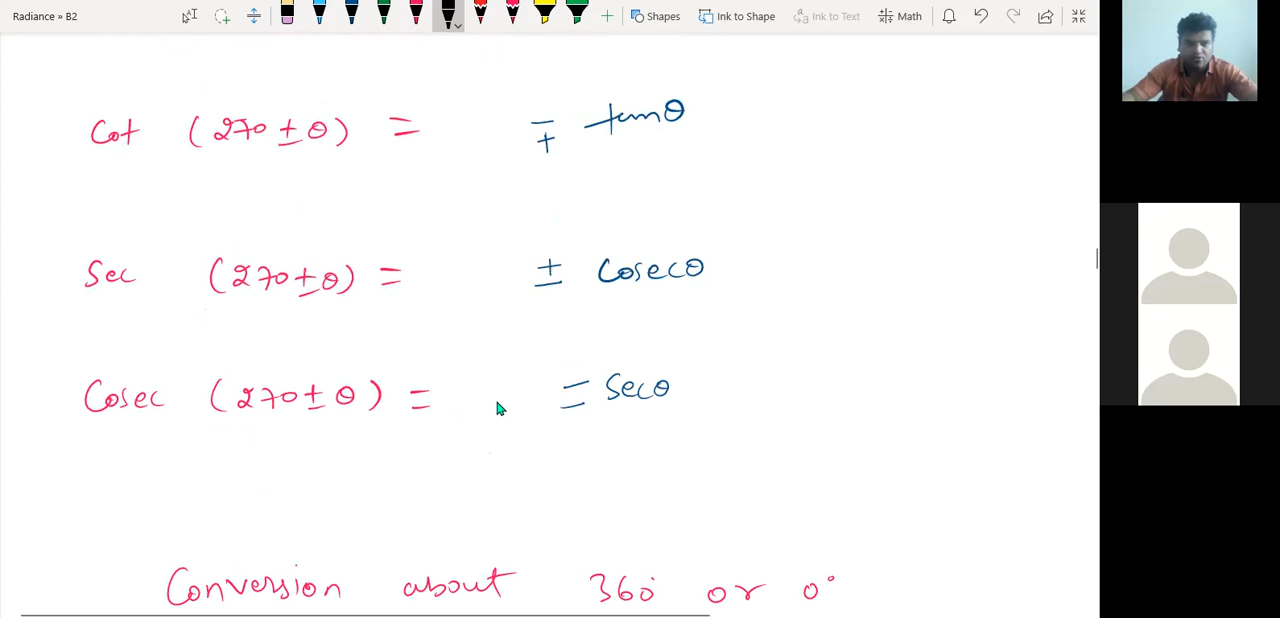 Radiance » B2
Shapes
Ink to Shape
Ink to Text
Math
Cot (270 ± θ) = ∓ tanθ
Sec (270 ± θ) = ± Cosecθ
Cosec (270 ± θ) = = Secθ
Conversion about 360° or 0°